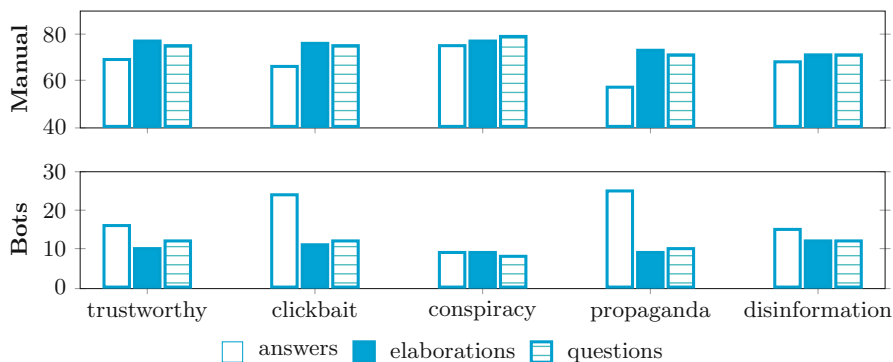 Manual
80
60
40
Bots
30
20
10
0
trustworthy clickbait conspiracy propaganda disinformation
answers elaborations questions